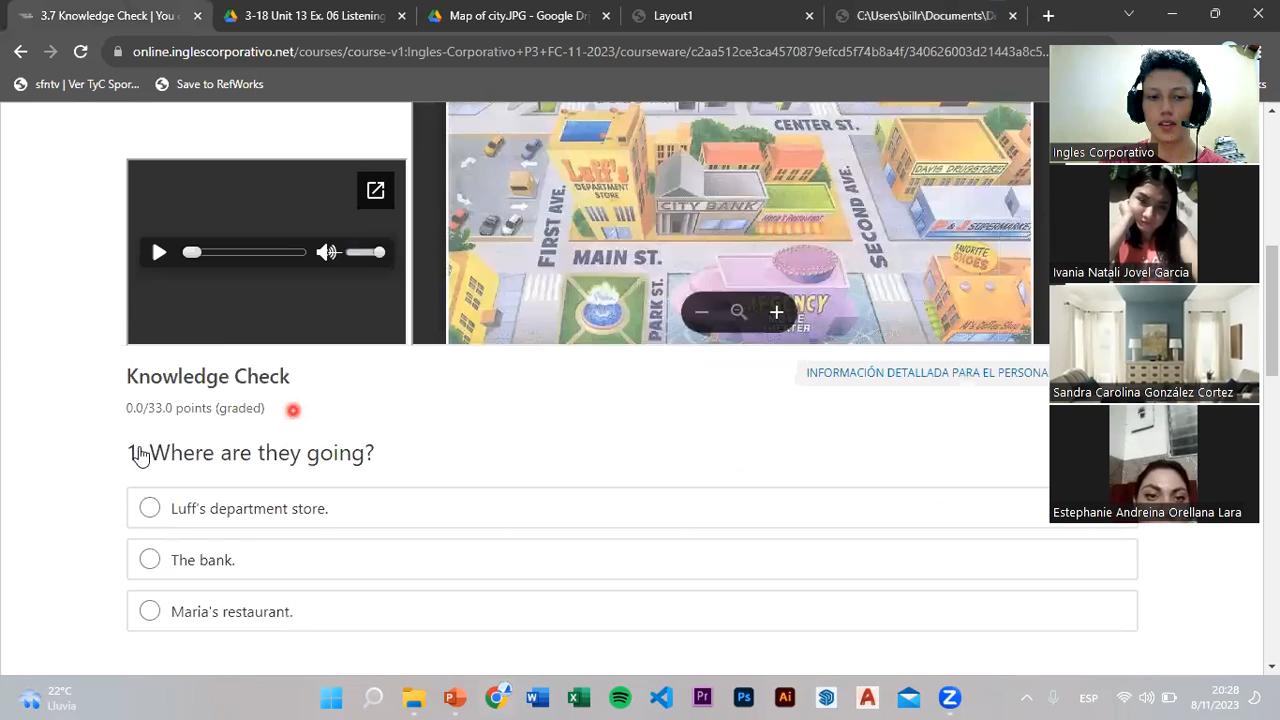 3.7 Knowledge Check | You
3-18 Unit 13 Ex. 06 Listening
Map of city.JPG - Google Dr
Layout1
C:\Users\billr\Documents\De
online.inglescorporativo.net/courses/course-v1:Ingles-Corporativo+P3+FC-11-2023/courseware/c2aa512ce3ca4570879efcd5f74b8a4f/340626003d21443a8c5...
sfntv | Ver TyC Spor...
Save to RefWorks
CENTER ST.
Luff's
DEPARTMENT
STORE
CITY BANK
DAVIS DRUGSTORE
FIRST AVE.
SECOND AVE.
SUPERMARKET
MAIN ST.
FAVORITE
SHOES
PARK ST.
Ingles Corporativo
Ivania Natali Jovel Garcia
Sandra Carolina González Cortez
Estephanie Andreina Orellana Lara
Knowledge Check
INFORMACIÓN DETALLADA PARA EL PERSONA
0.0/33.0 points (graded)
1. Where are they going?
Luff's department store.
The bank.
Maria's restaurant.
22°C
Lluvia
ESP
20:28
8/11/2023